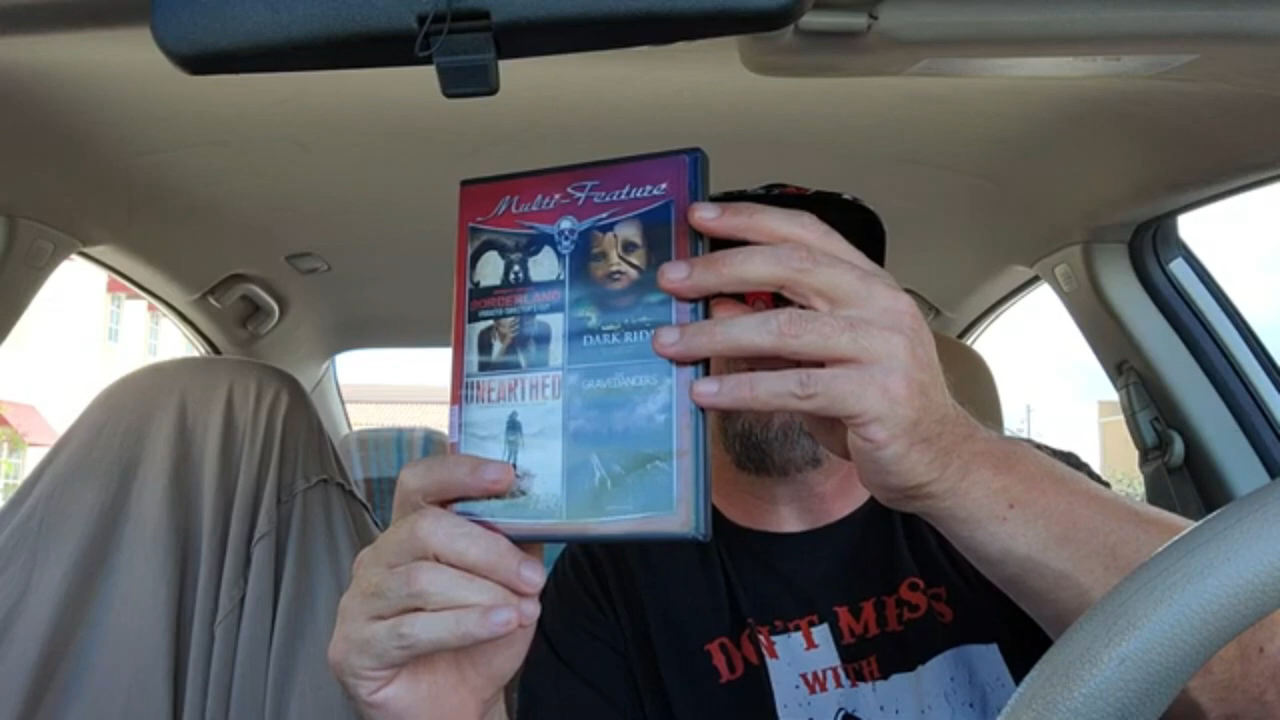 Multi-Feature
BORDERLAND
DARK RIDE
UNEARTHED
GRAVEDANCERS
DON'T MESS
WITH